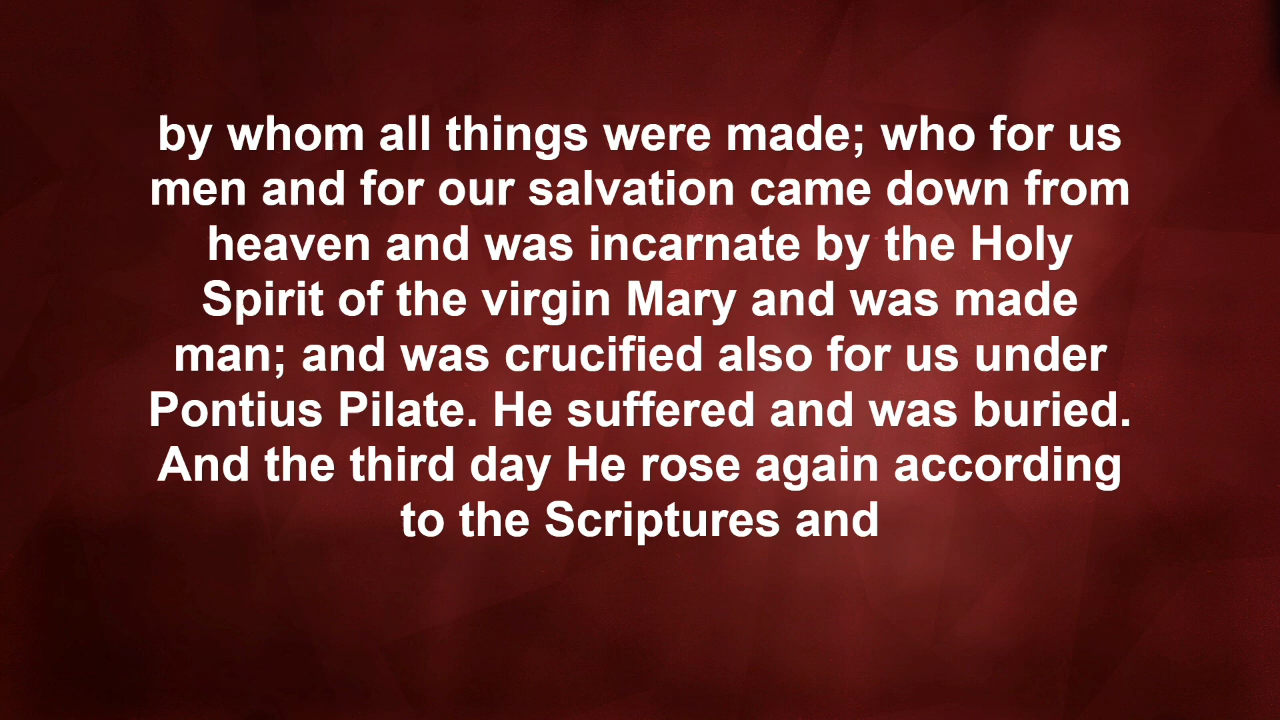 by whom all things were made; who for us
men and for our salvation came down from
heaven and was incarnate by the Holy
Spirit of the virgin Mary and was made
man; and was crucified also for us under
Pontius Pilate. He suffered and was buried.
And the third day He rose again according
to the Scriptures and